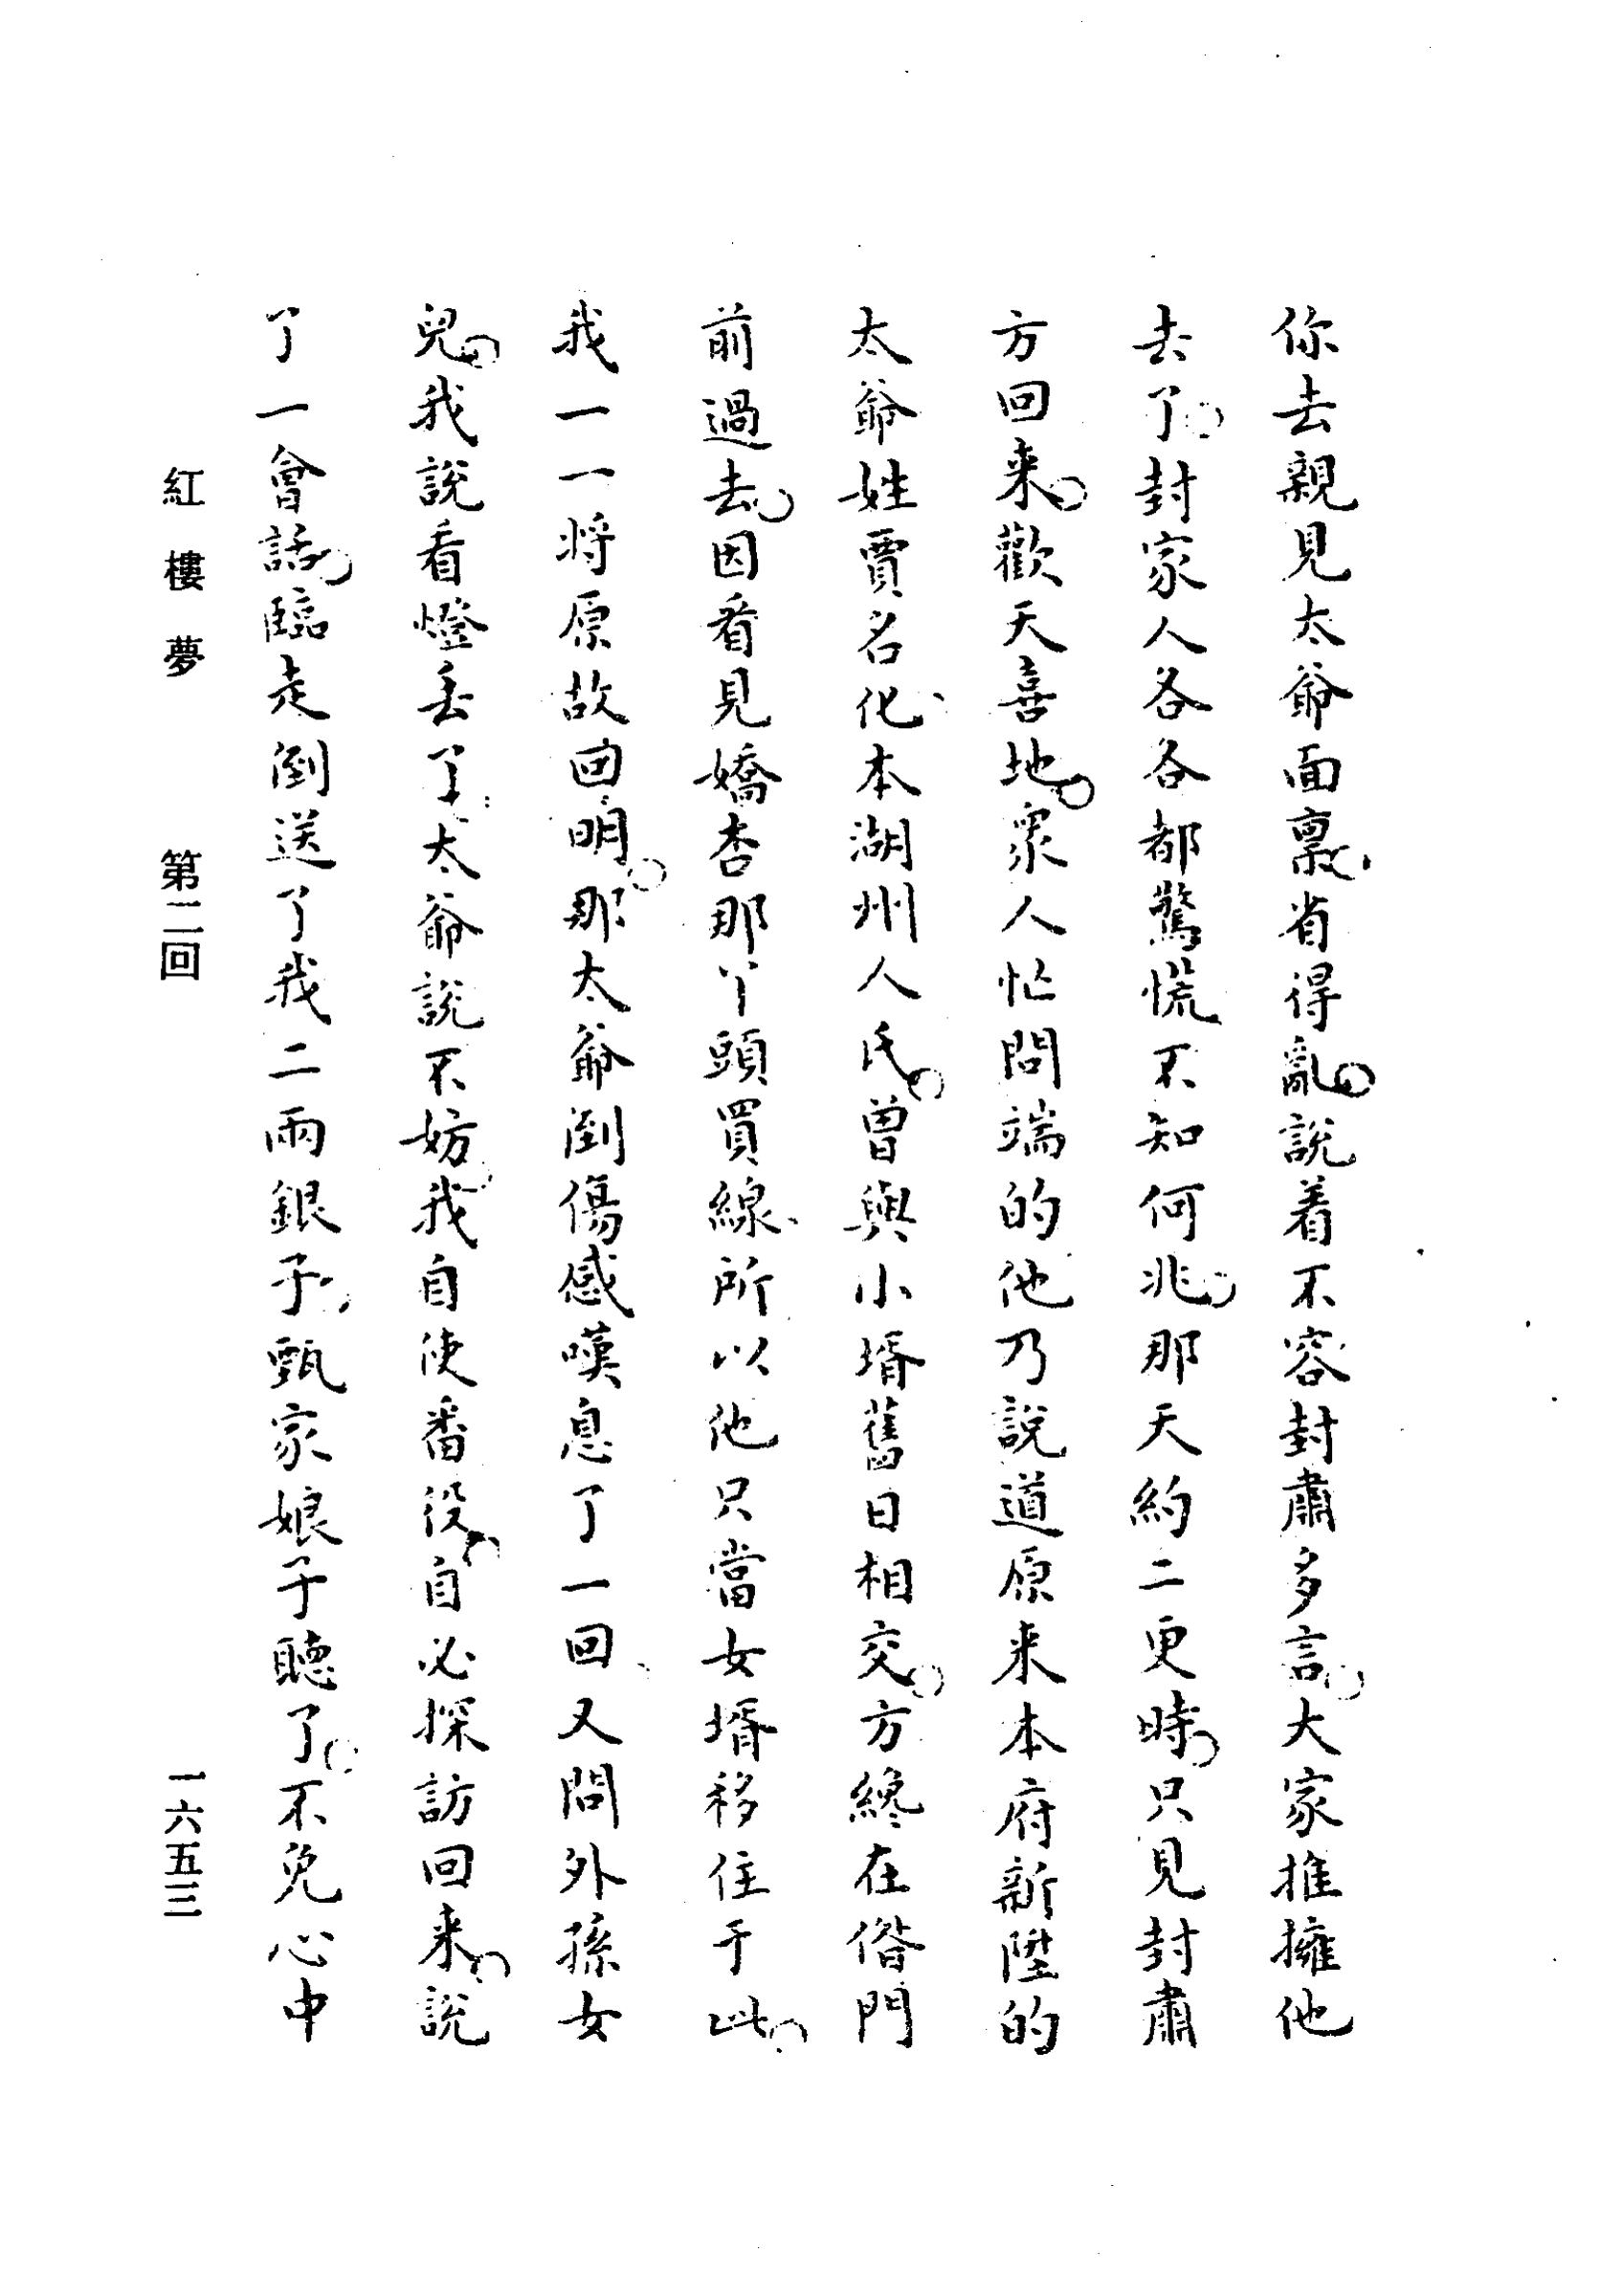 你去親見太爺面禀省得亂說着不容封肅多言大家推擁他
去了封家人各各都驚慌不知何兆那天約二更時只見封肅
方回来歡天喜地衆人忙問端的他乃說道原来本府新陞的
太爺姓賈名化本湖州人氏曾與小壻舊日相交方纔在偺門
前過去因看見嬌杏那丫頭買線所以他只當女壻移住于此
我一一将原故回明那太爺倒傷感嘆息了一回又問外孫女
兒我說看燈丟了太爺說不妨我自使番役自必探訪回来說
了一會話臨走倒送了我二兩銀子甄家娘子聽了不免心中
紅樓夢 第二回 一六五三